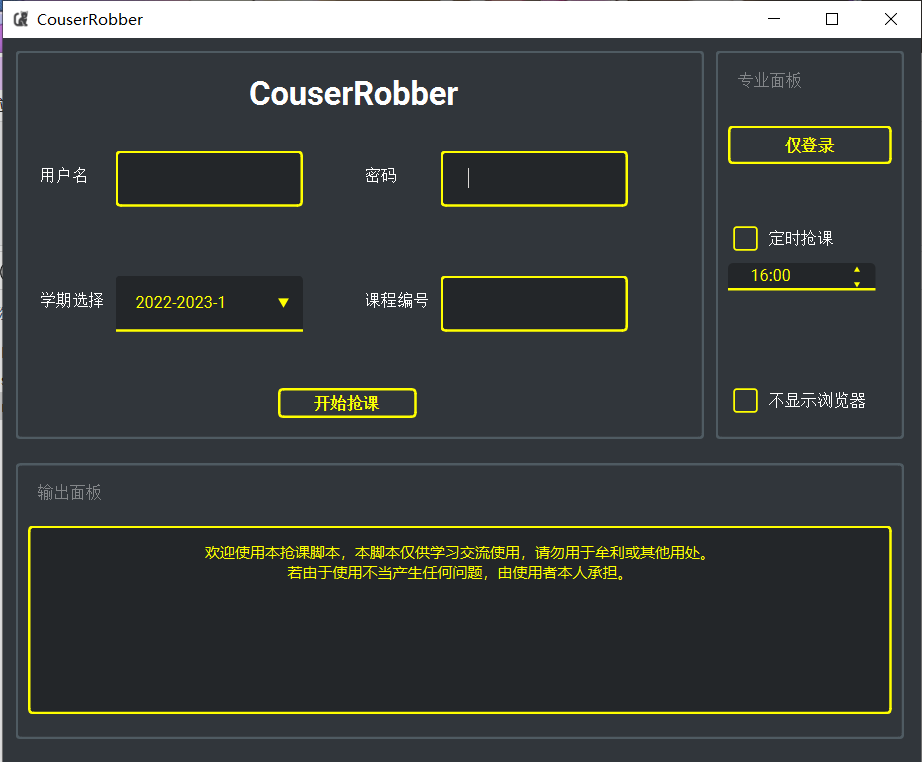 CouserRobber
CouserRobber
用户名
密码
学期选择
2022-2023-1
课程编号
开始抢课
专业面板
仅登录
定时抢课
16:00
不显示浏览器
输出面板
欢迎使用本抢课脚本，本脚本仅供学习交流使用，请勿用于牟利或其他用处。
若由于使用不当产生任何问题，由使用者本人承担。